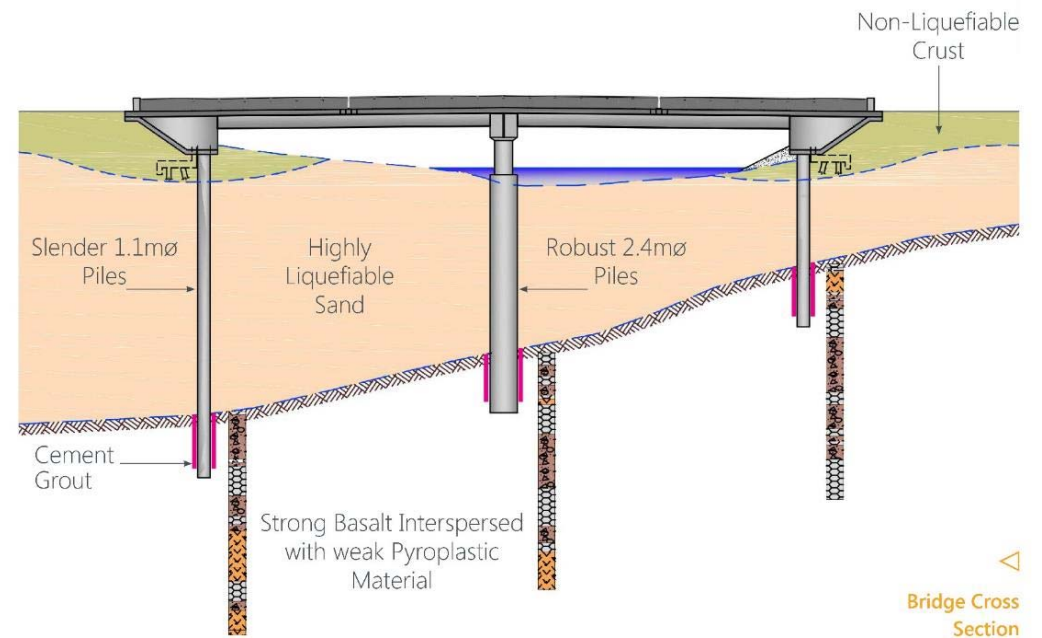 Non-Liquefiable
Crust
Slender 1.1mø
Piles
Highly
Liquefiable
Sand
Robust 2.4mø
Piles
Cement
Grout
Strong Basalt Interspersed
with weak Pyroplastic
Material
Bridge Cross
Section